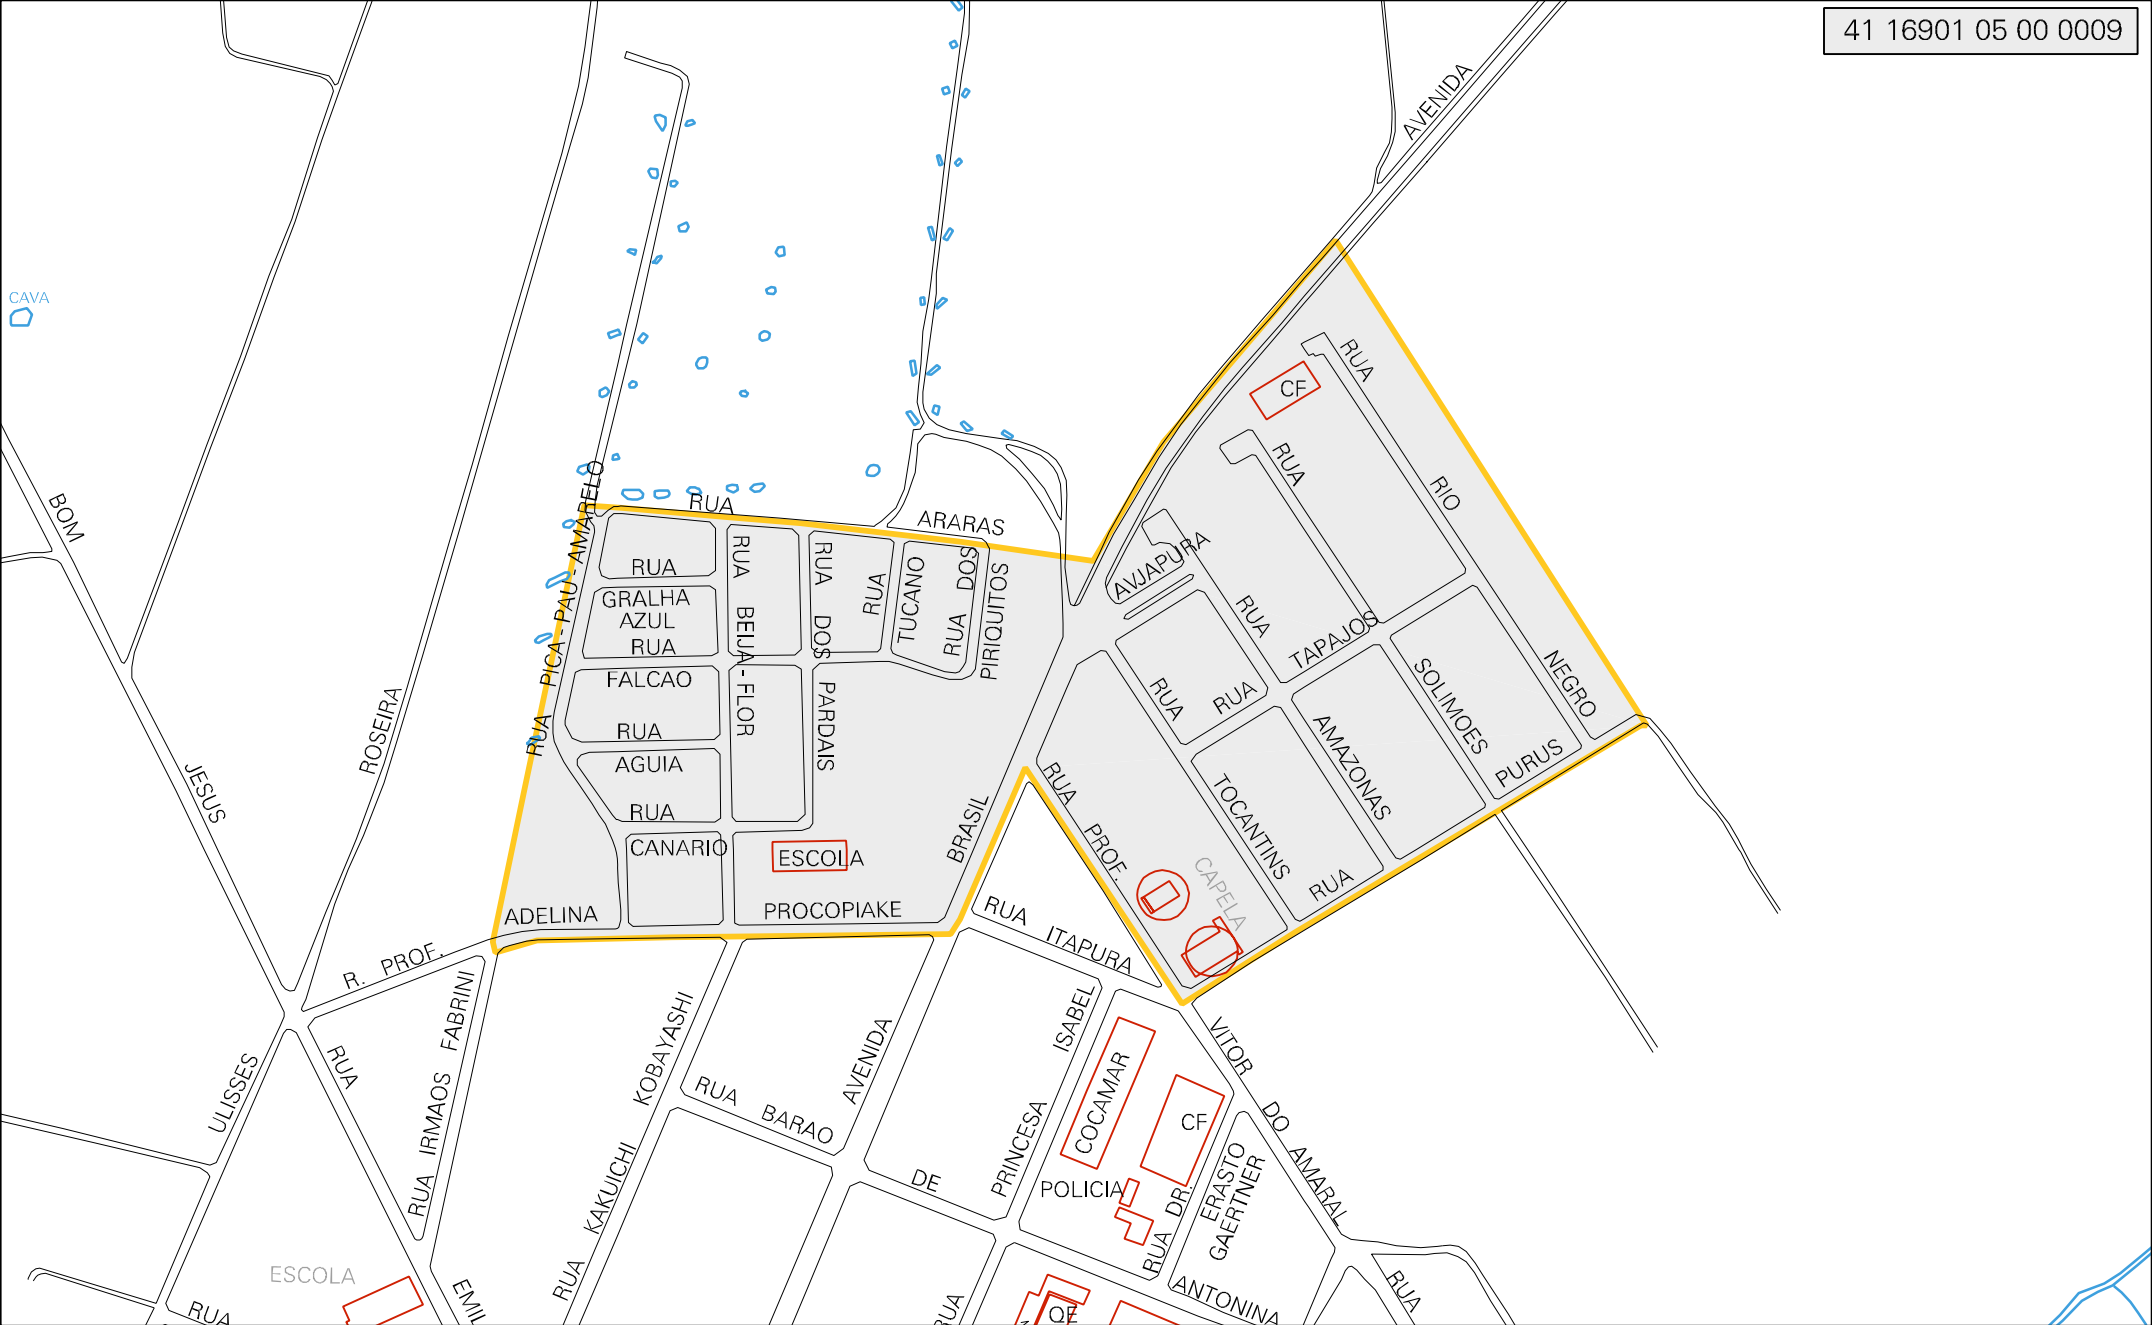 41 16901 05 00 0009
AVENIDA
CAVA
RUA
CF
RUA
RIO
BOM
RUA PICA - PAU - AMARELO
RUA
ARARAS
RUA
GRALHA
AZUL
RUA
FALCAO
RUA
AGUIA
RUA
CANARIO
RUA BEIJA - FLOR
RUA DOS PARDAIS
RUA
TUCANO
RUA DOS
PIRIQUITOS
AVJAPURA
RUA
TAPAJOS
RUA
RUA
SOLIMOES
NEGRO
AMAZONAS
PURUS
TOCANTINS
RUA
ROSEIRA
JESUS
BRASIL
RUA PROF.
CAPELA
ESCOLA
ADELINA
PROCOPIAKE
R. PROF.
RUA ITAPURA
RUA IRMAOS FABRINI
RUA
ULISSES
RUA KAKUICHI KOBAYASHI
AVENIDA
RUA BARAO
DE
PRINCESA ISABEL
COCAMAR
CF
VITOR DO AMARAL
POLICIA
RUA DR.
ERASTO
GAERTNER
ANTONINA
RUA
ESCOLA
RUA
EMIL
RUA
QE